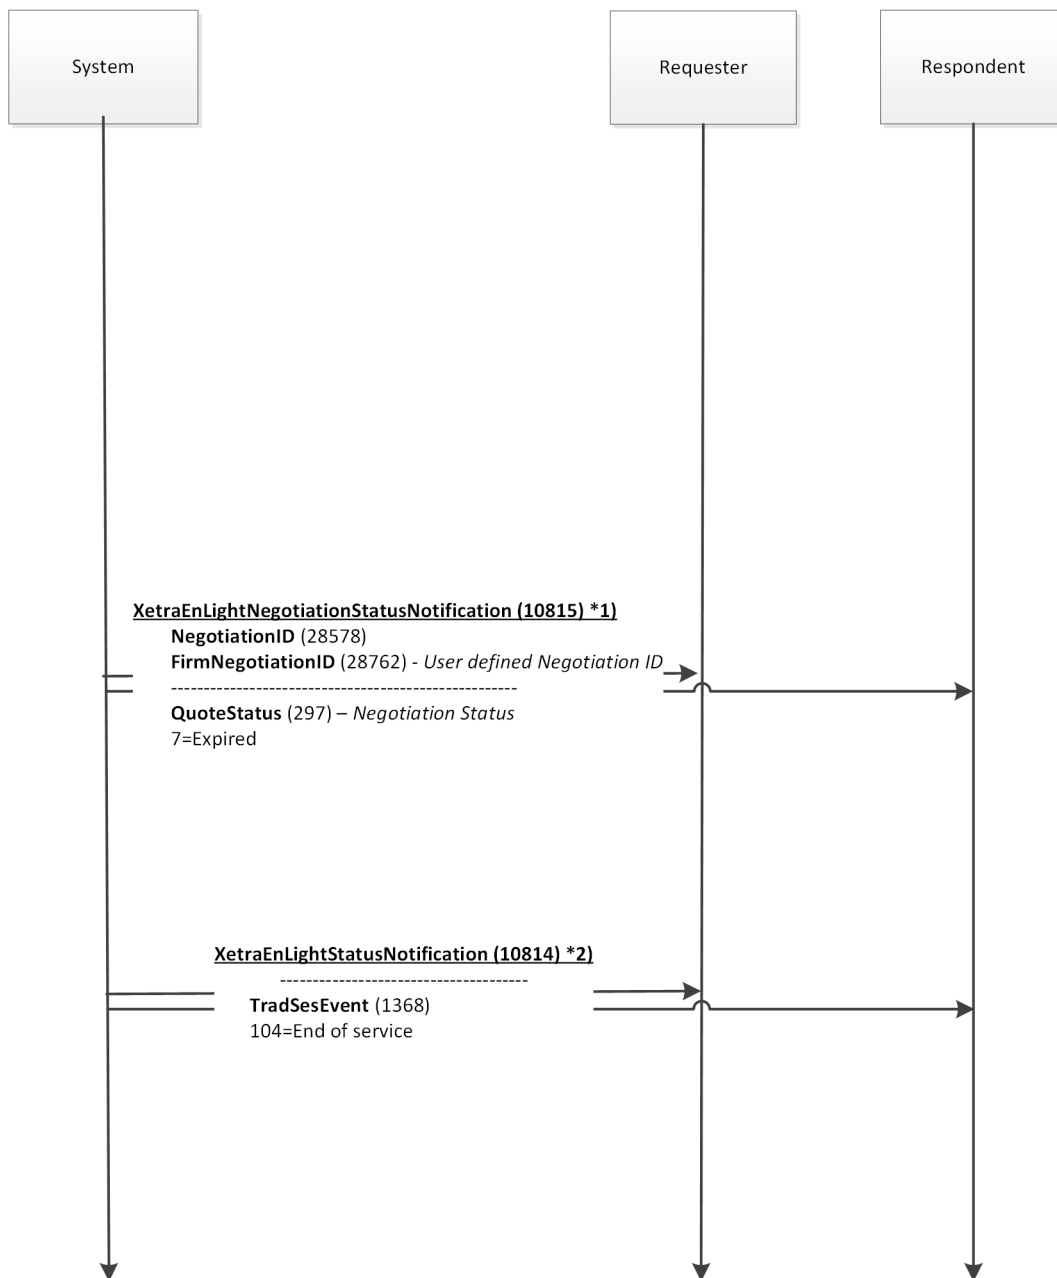 System
Requester
Respondent
XetraEnLightNegotiationStatusNotification (10815) *1)
NegotiationID (28578)
FirmNegotiationID (28762) - User defined Negotiation ID
-----------------------------------------------------
QuoteStatus (297) – Negotiation Status
7=Expired
XetraEnLightStatusNotification (10814) *2)
--------------------------------------
TradSesEvent (1368)
104=End of service